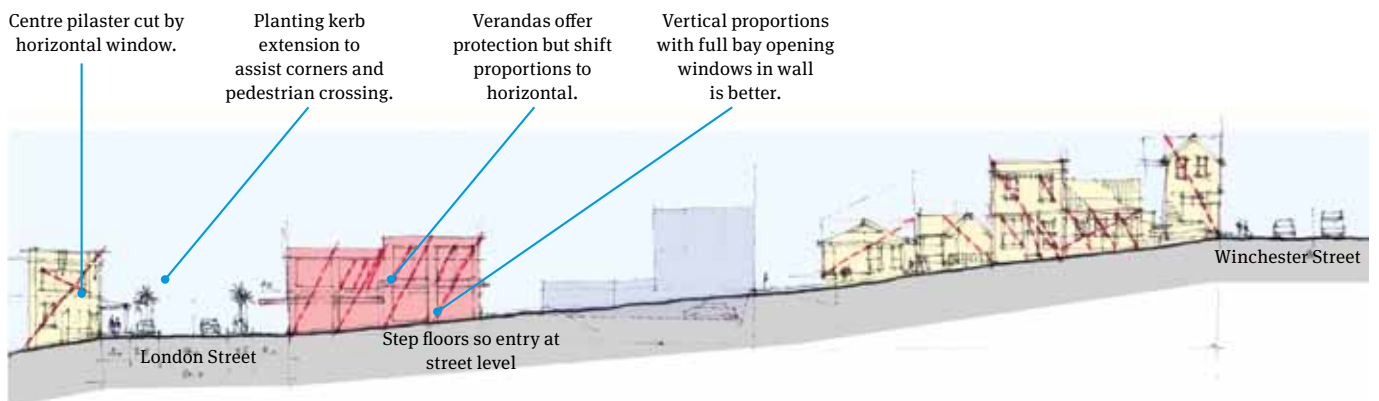 Centre pilaster cut by
horizontal window.
Planting kerb
extension to
assist corners and
pedestrian crossing.
Verandas offer
protection but shift
proportions to
horizontal.
Vertical proportions
with full bay opening
windows in wall
is better.
Winchester Street
London Street
Step floors so entry at
street level